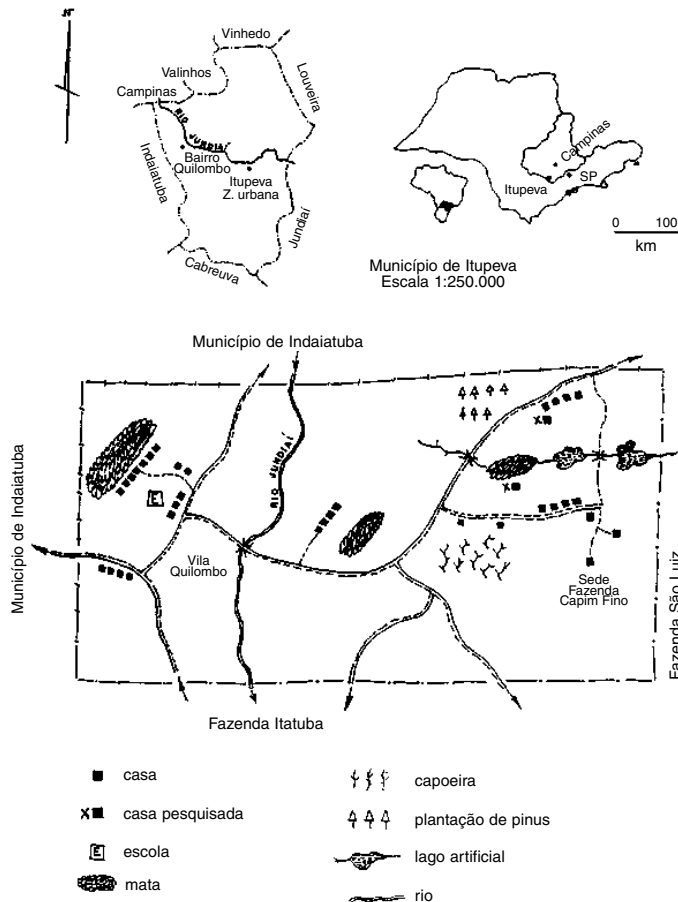 N
Vinhedo
Valinhos
Campinas
Louveira
RIO JUNDIAÍ
Bairro
Quilombo
Indaiatuba
Itupeva
Z. urbana
Jundiaí
Cabreuva
Campinas
Itupeva
SP
0 100
km
Município de Itupeva
Escala 1:250.000
Município de Indaiatuba
Município de Indaiatuba
RIO JUNDIAÍ
E
Vila
Quilombo
Sede
Fazenda
Capim Fino
Fazenda São Luiz
Fazenda Itatuba
casa
capoeira
casa pesquisada
plantação de pinus
E escola
lago artificial
mata
rio